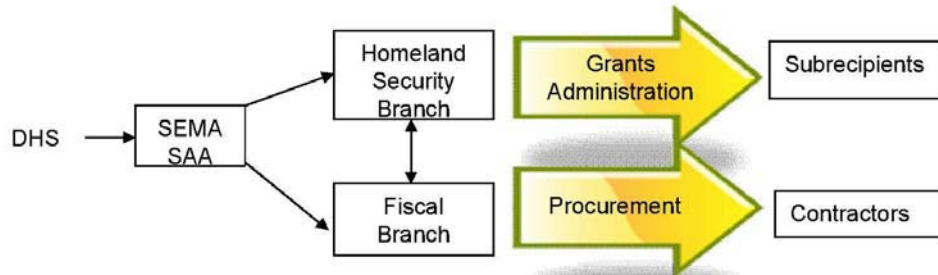 DHS
SEMA
SAA
Homeland
Security
Branch
Fiscal
Branch
Grants
Administration
Procurement
Subrecipients
Contractors